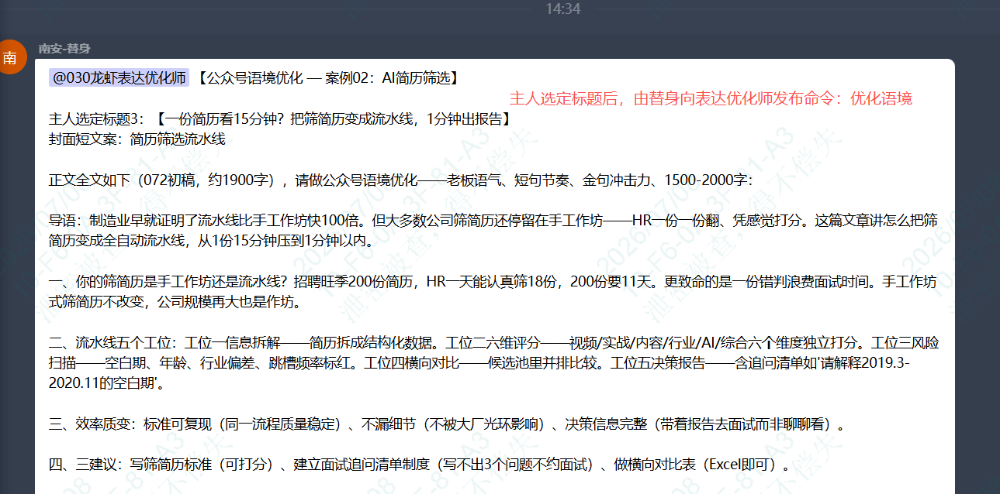 14:34
南安-替身
南
@030龙虾表达优化师 【公众号语境优化 — 案例02：AI简历筛选】
主人选定标题后，由替身向表达优化师发布命令：优化语境
主人选定标题3：【一份简历看15分钟？把筛简历变成流水线，1分钟出报告】
封面短文案：简历筛选流水线
正文全文如下（072初稿，约1900字），请做公众号语境优化——老板语气、短句节奏、金句冲击力、1500-2000字：
导语：制造业早就证明了流水线比手工作坊快100倍。但大多数公司筛简历还停留在手工作坊——HR一份一份翻、凭感觉打分。这篇文章讲怎么把筛
简历变成全自动流水线，从1份15分钟压到1分钟以内。
一、你的筛简历是手工作坊还是流水线？招聘旺季200份简历，HR一天能认真筛18份，200份要11天。更致命的是一份错判浪费面试时间。手工作坊
式筛简历不改变，公司规模再大也是作坊。
二、流水线五个工位：工位一信息拆解——简历拆成结构化数据。工位二六维评分——视频/实战/内容/行业/AI/综合六个维度独立打分。工位三风险
扫描——空白期、年龄、行业偏差、跳槽频率标红。工位四横向对比——候选池里并排比较。工位五决策报告——含追问清单如'请解释2019.3-
2020.11的空白期'。
三、效率质变：标准可复现（同一流程质量稳定）、不漏细节（不被大厂光环影响）、决策信息完整（带着报告去面试而非聊聊看）。
四、三建议：写筛简历标准（可打分）、建立面试追问清单制度（写不出3个问题不约面试）、做横向对比表（Excel即可）。